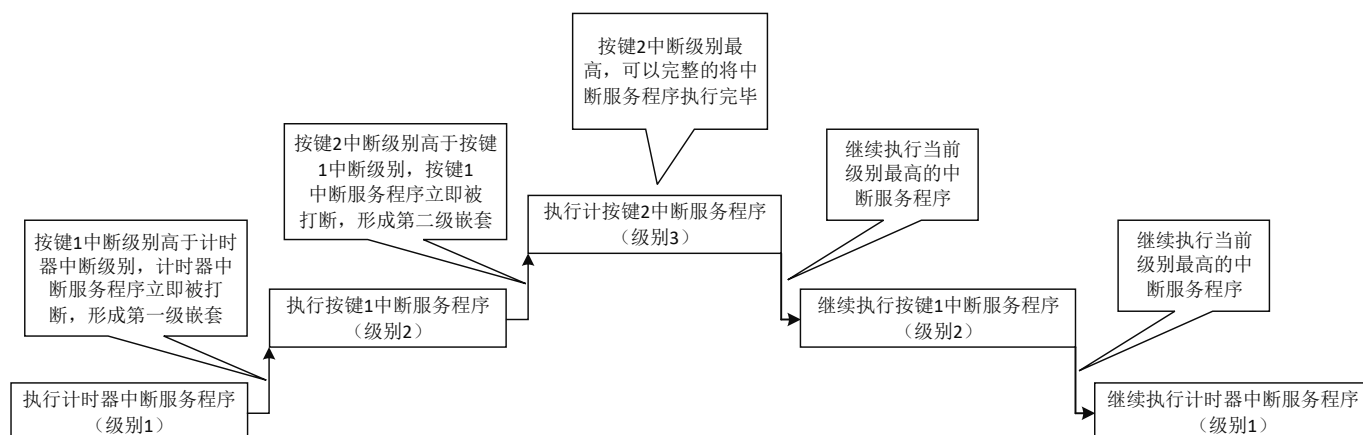 按键2中断级别最
高，可以完整的将中
断服务程序执行完毕
按键2中断级别高于按键
1中断级别，按键1
中断服务程序立即被
打断，形成第二级嵌套
继续执行当前
级别最高的中
断服务程序
执行计按键2中断服务程序
（级别3）
按键1中断级别高于计时
器中断级别，计时器中
断服务程序立即被打
断，形成第一级嵌套
继续执行当前
级别最高的中
断服务程序
执行按键1中断服务程序
（级别2）
继续执行按键1中断服务程序
（级别2）
执行计时器中断服务程序
（级别1）
继续执行计时器中断服务程序
（级别1）